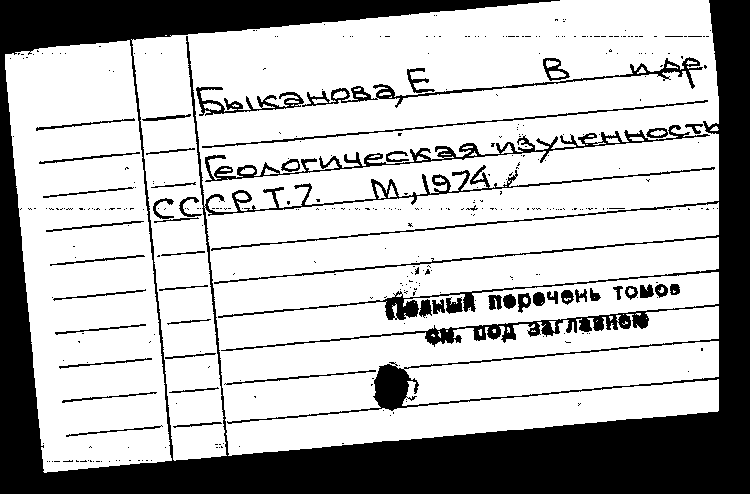 Быканова, Е В и др.
Геологическая изученность
СССР. Т.7. М., 1974.
Полный перечень томов
см. под заглавием